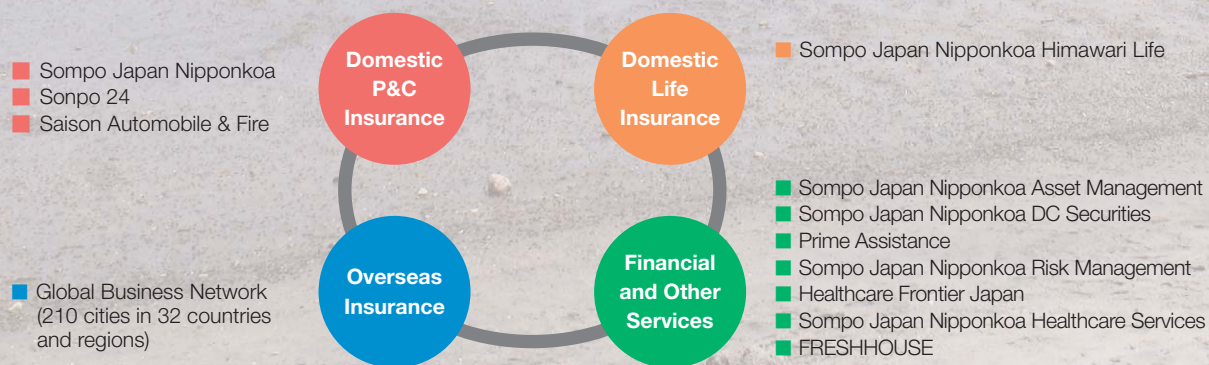 Domestic
P&C
Insurance
Sompo Japan Nipponkoa
Sonpo 24
Saison Automobile & Fire
Domestic
Life
Insurance
Sompo Japan Nipponkoa Himawari Life
Overseas
Insurance
Global Business Network
(210 cities in 32 countries
and regions)
Financial
and Other
Services
Sompo Japan Nipponkoa Asset Management
Sompo Japan Nipponkoa DC Securities
Prime Assistance
Sompo Japan Nipponkoa Risk Management
Healthcare Frontier Japan
Sompo Japan Nipponkoa Healthcare Services
FRESHHOUSE